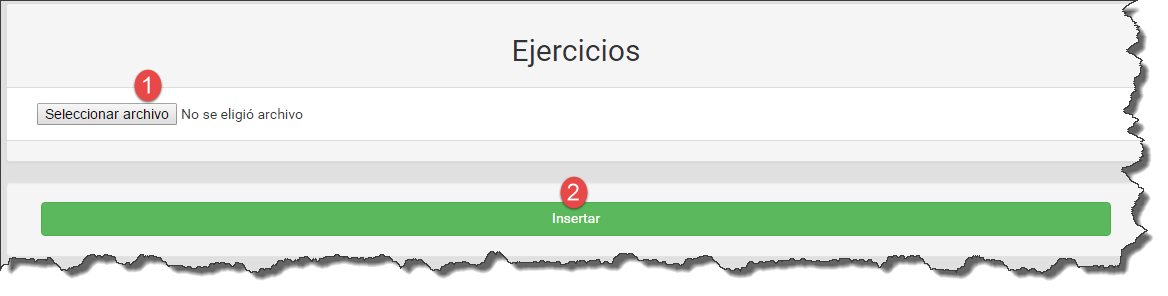 Ejercicios
1
Seleccionar archivo No se eligió archivo
2
Insertar